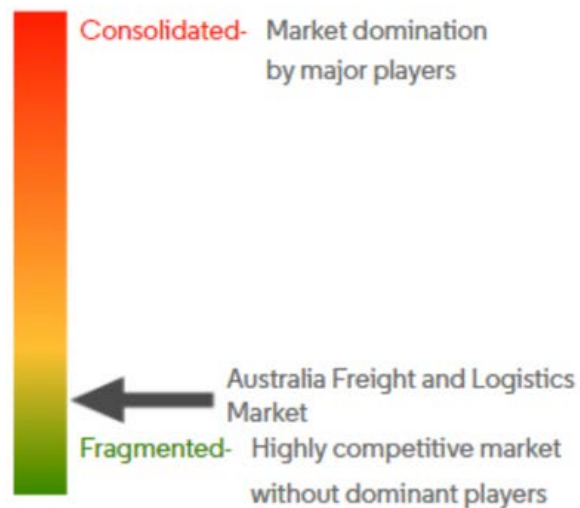 Consolidated- Market domination
by major players
Australia Freight and Logistics
Market
Fragmented- Highly competitive market
without dominant players